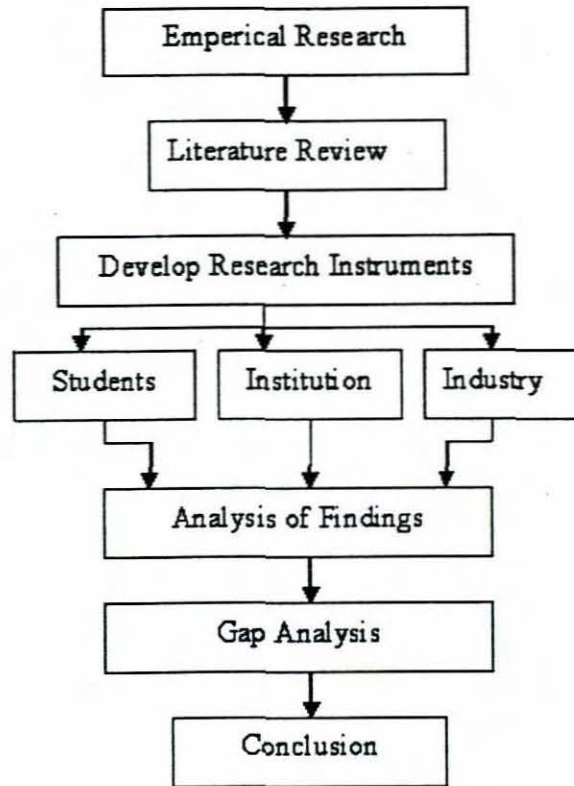 Emperical Research
Literature Review
Develop Research Instruments
Students
Institution
Industry
Analysis of Findings
Gap Analysis
Conclusion